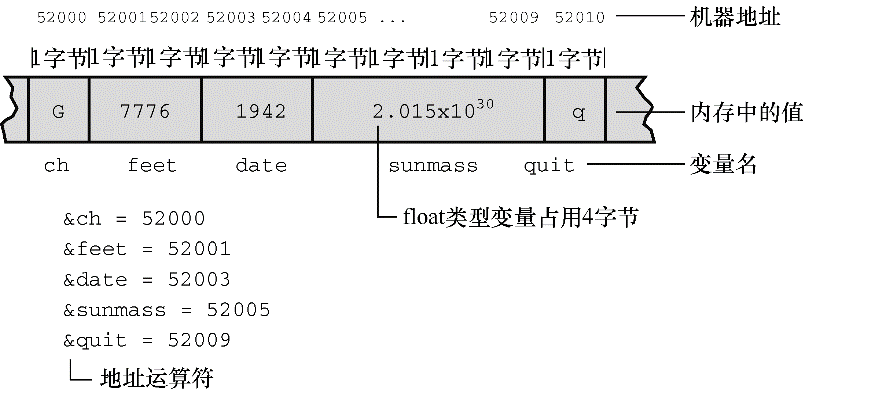 52000 52001 52002 52003 52004 52005 ... 52009 52010 机器地址
1字节 1字节 1字节 1字节 1字节 1字节 1字节 1字节 1字节 1字节
G 7776 1942 2.015x10³⁰ q 内存中的值
ch feet date sunmass quit 变量名
float类型变量占用4字节
&ch = 52000
&feet = 52001
&date = 52003
&sunmass = 52005
&quit = 52009
地址运算符